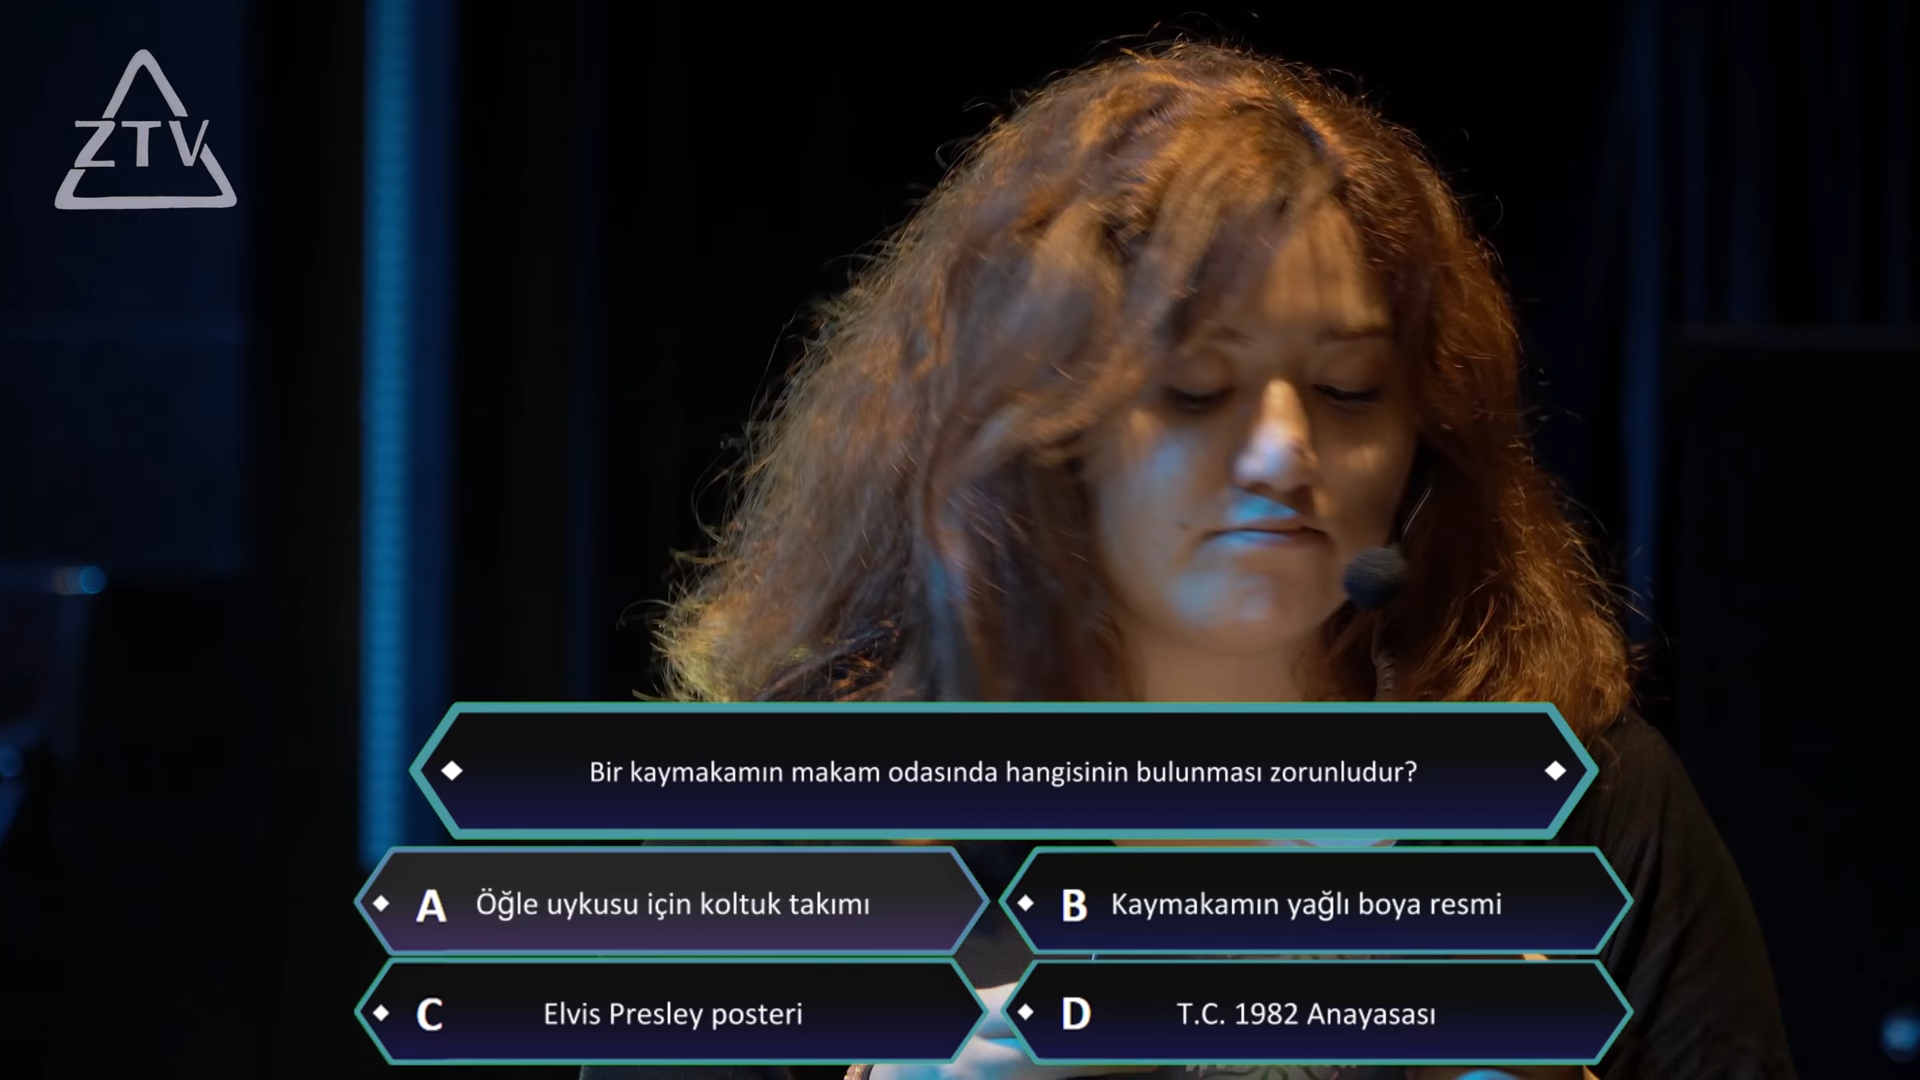 ZTV
Bir kaymakamın makam odasında hangisinin bulunması zorunludur?
A Öğle uykusu için koltuk takımı
B Kaymakamın yağlı boya resmi
C Elvis Presley posteri
D T.C. 1982 Anayasası